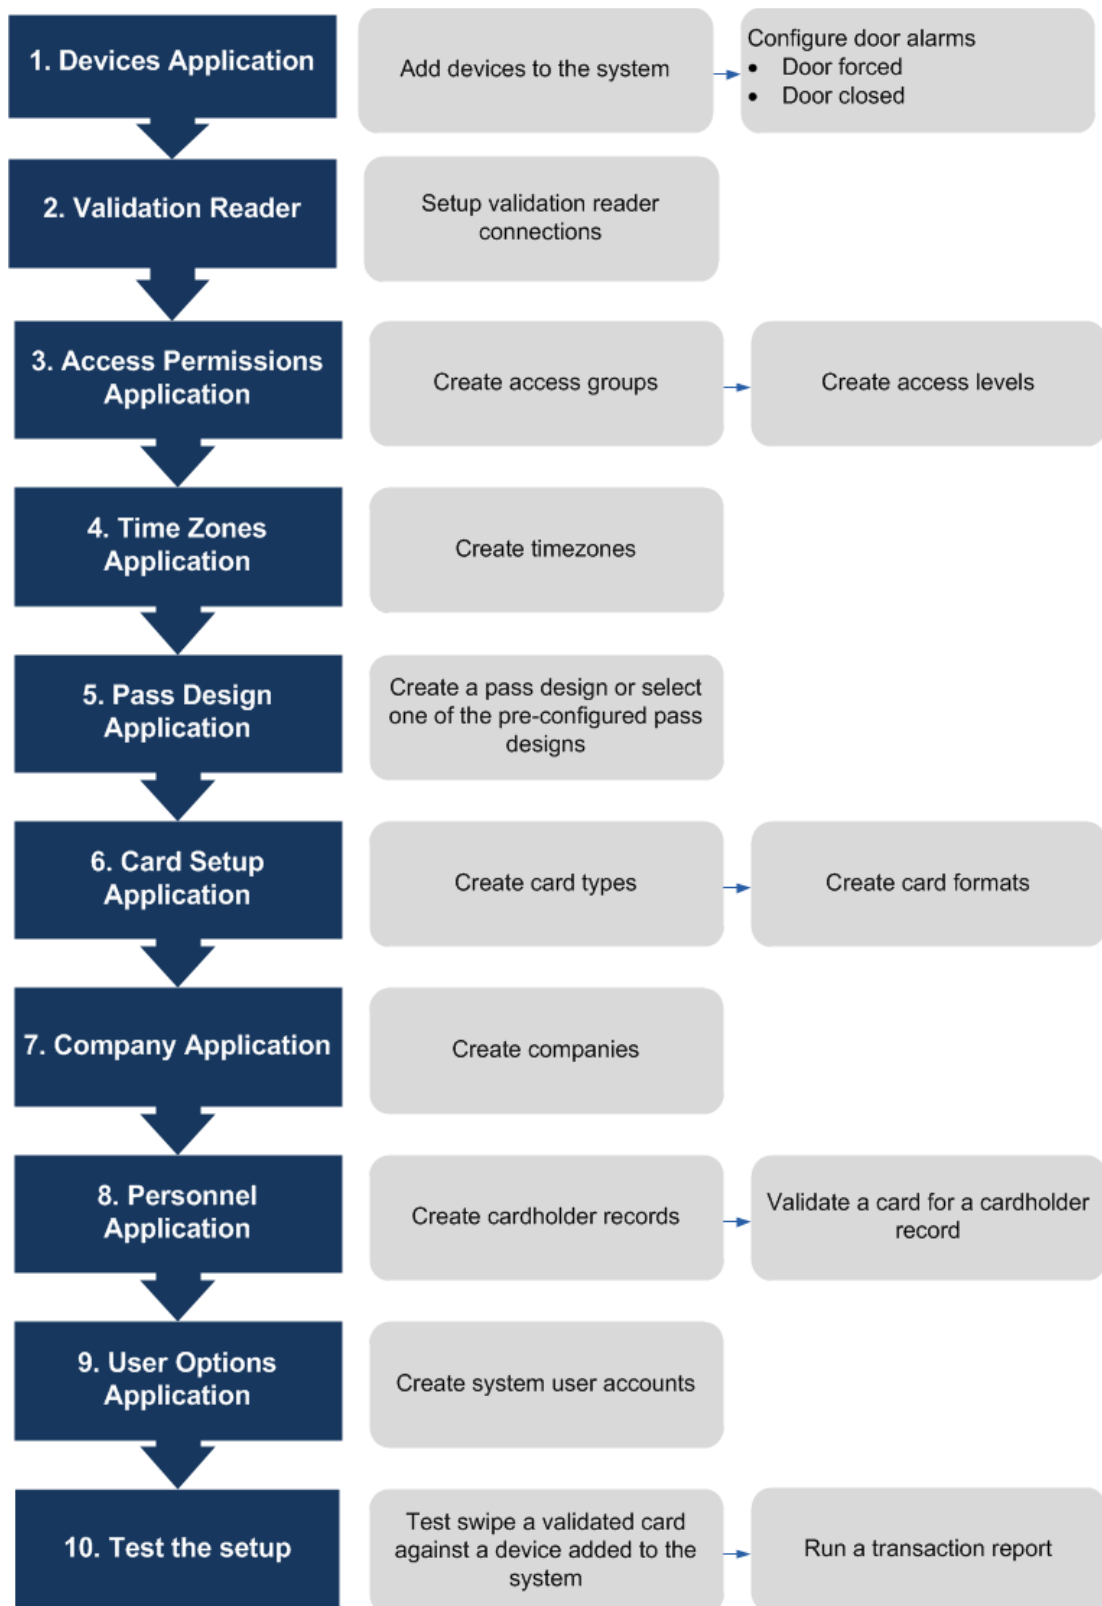 1. Devices Application
Add devices to the system
Configure door alarms
• Door forced
• Door closed
2. Validation Reader
Setup validation reader
connections
3. Access Permissions
Application
Create access groups
Create access levels
4. Time Zones
Application
Create timezones
5. Pass Design
Application
Create a pass design or select
one of the pre-configured pass
designs
6. Card Setup
Application
Create card types
Create card formats
7. Company Application
Create companies
8. Personnel
Application
Create cardholder records
Validate a card for a cardholder
record
9. User Options
Application
Create system user accounts
10. Test the setup
Test swipe a validated card
against a device added to the
system
Run a transaction report